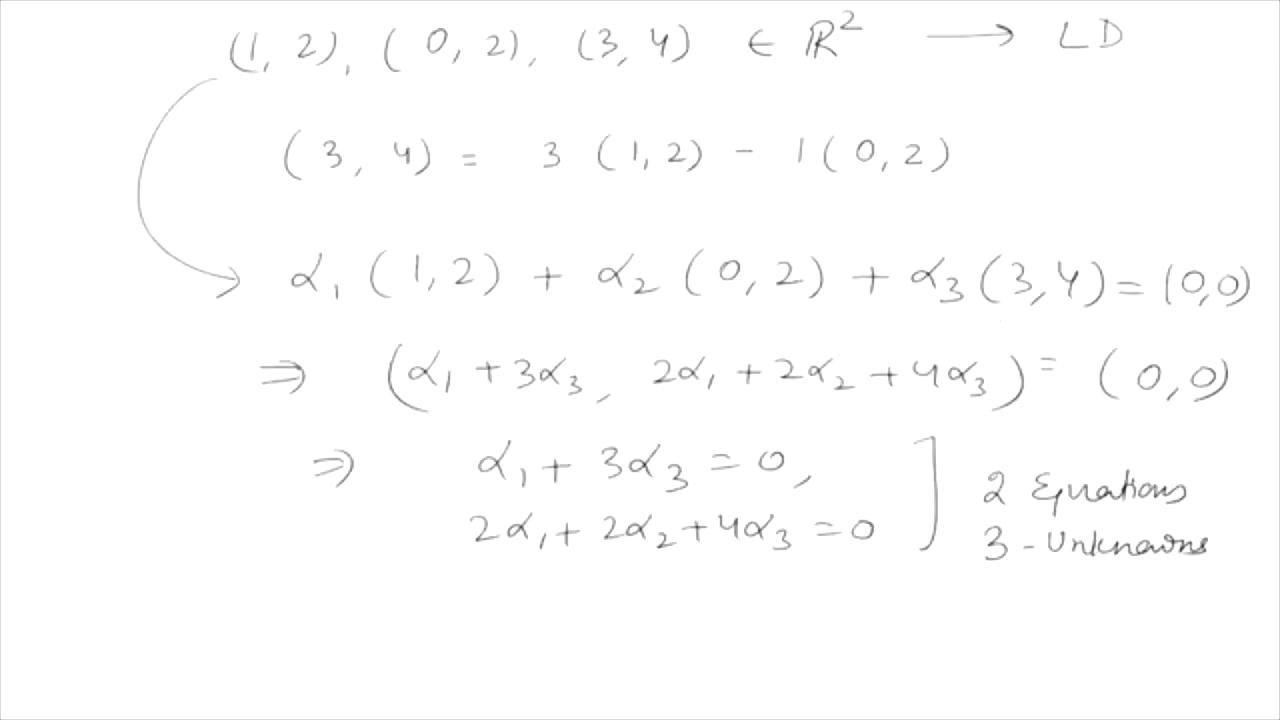 (1, 2), (0, 2), (3, 4) ∈ ℝ² ⟶ LD
(3, 4) = 3 (1, 2) - 1 (0, 2)
α₁ (1, 2) + α₂ (0, 2) + α₃ (3, 4) = (0, 0)
⇒ (α₁ + 3α₃, 2α₁ + 2α₂ + 4α₃) = (0, 0)
⇒ α₁ + 3α₃ = 0,
2α₁ + 2α₂ + 4α₃ = 0
2 Equations
3 - Unknowns